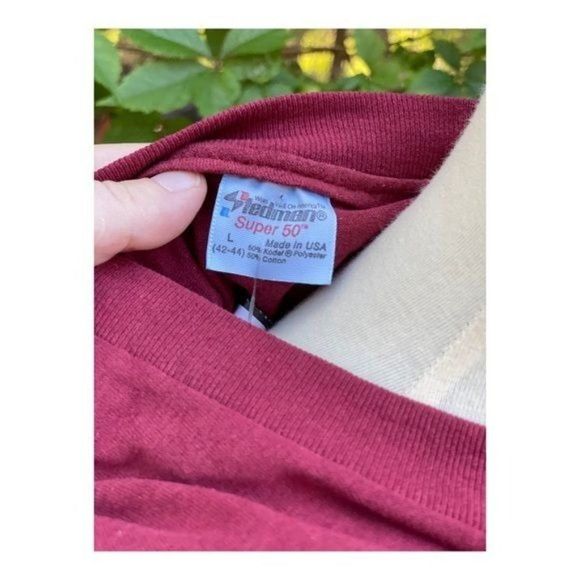 Stedman®
Super 50™
L Made in USA
(42-44) 50% Kodel® Polyester
50% Cotton